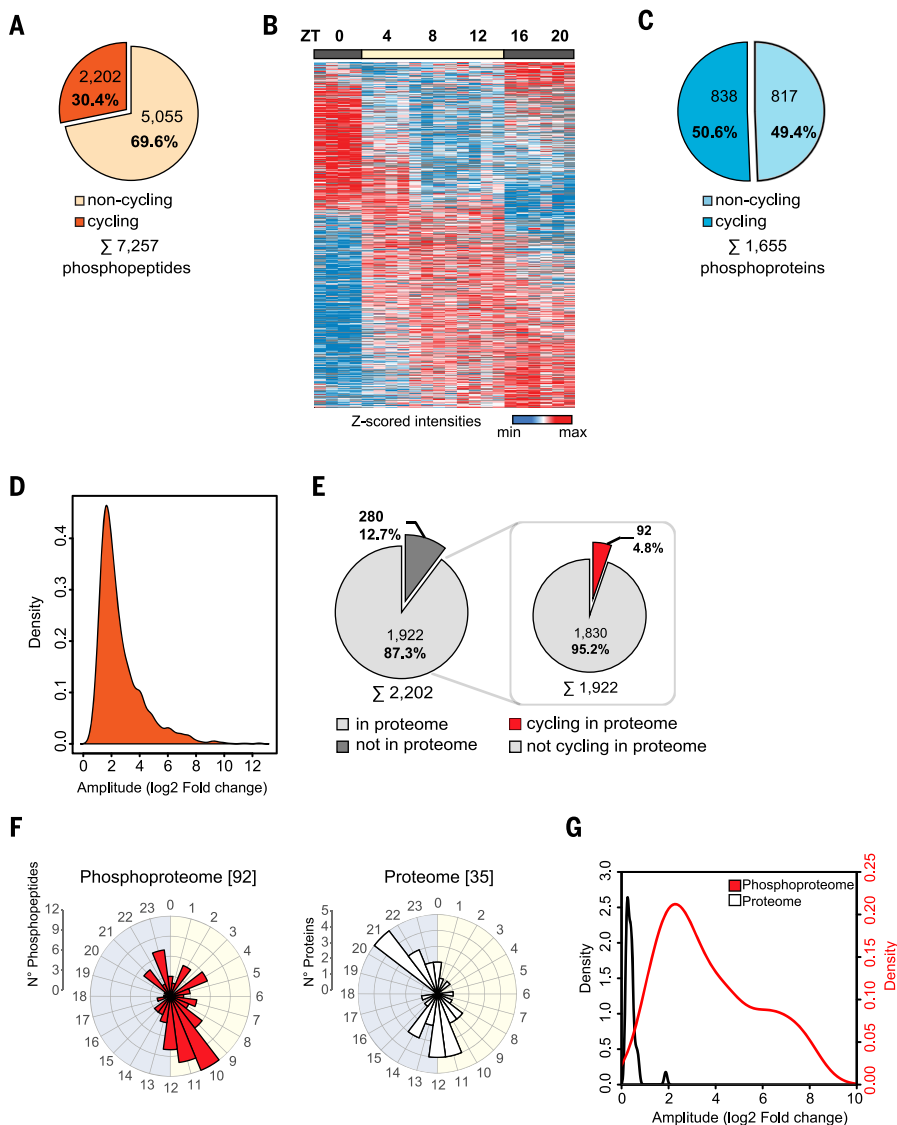 A
2,202
30.4%
5,055
69.6%
non-cycling
cycling
∑ 7,257
phosphopeptides
B
ZT 0 4 8 12 16 20
Z-scored intensities
min max
C
838
50.6%
817
49.4%
non-cycling
cycling
∑ 1,655
phosphoproteins
D
Density
0.4
0.3
0.2
0.1
0.0
0 2 4 6 8 10 12
Amplitude (log2 Fold change)
E
280
12.7%
1,922
87.3%
∑ 2,202
92
4.8%
1,830
95.2%
∑ 1,922
in proteome
not in proteome
cycling in proteome
not cycling in proteome
F
Phosphoproteome [92]
N° Phosphopeptides
12
9
6
3
0
0
1
2
3
4
5
6
7
8
9
10
11
12
13
14
15
16
17
18
19
20
21
22
23
Proteome [35]
N° Proteins
5
4
3
2
1
0
0
1
2
3
4
5
6
7
8
9
10
11
12
13
14
15
16
17
18
19
20
21
22
23
G
Phosphoproteome
Proteome
Density
3.0
2.5
2.0
1.5
1.0
0.5
0.0
0 2 4 6 8 10
Amplitude (log2 Fold change)
0.25
0.20
0.15
0.10
0.05
0.00
Density